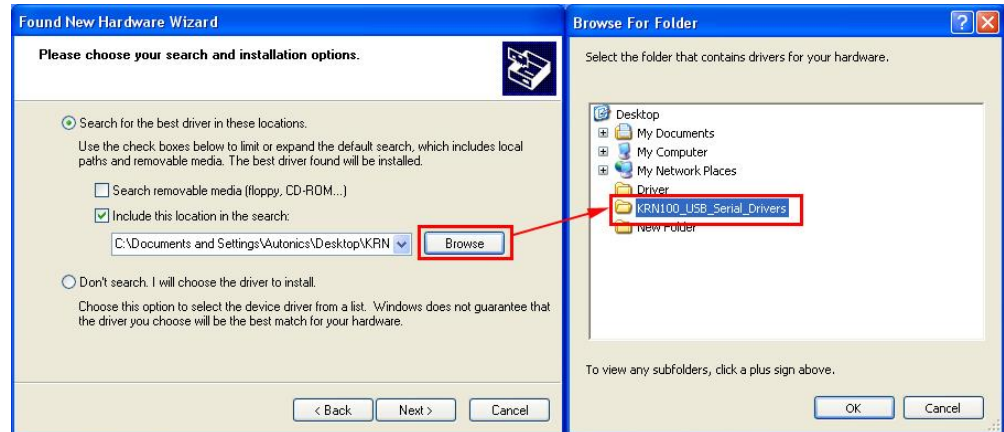 Found New Hardware Wizard
Please choose your search and installation options.
Search for the best driver in these locations.
Use the check boxes below to limit or expand the default search, which includes local
paths and removable media. The best driver found will be installed.
Search removable media (floppy, CD-ROM...)
Include this location in the search:
C:\Documents and Settings\Autonics\Desktop\KRN
Browse
Don't search. I will choose the driver to install.
Choose this option to select the device driver from a list. Windows does not guarantee that
the driver you choose will be the best match for your hardware.
< Back
Next >
Cancel
Browse For Folder
Select the folder that contains drivers for your hardware.
Desktop
My Documents
My Computer
My Network Places
Driver
KRN100_USB_Serial_Drivers
New Folder
To view any subfolders, click a plus sign above.
OK
Cancel